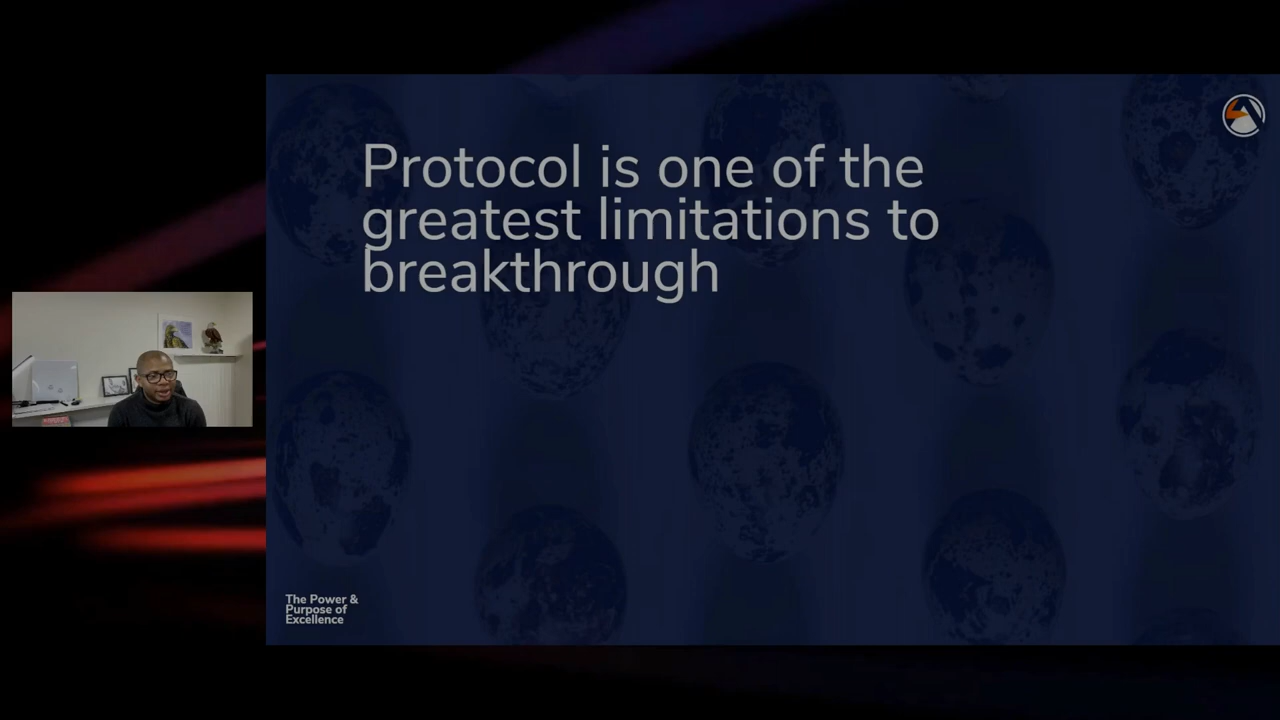 Protocol is one of the
greatest limitations to
breakthrough
The Power &
Purpose of
Excellence